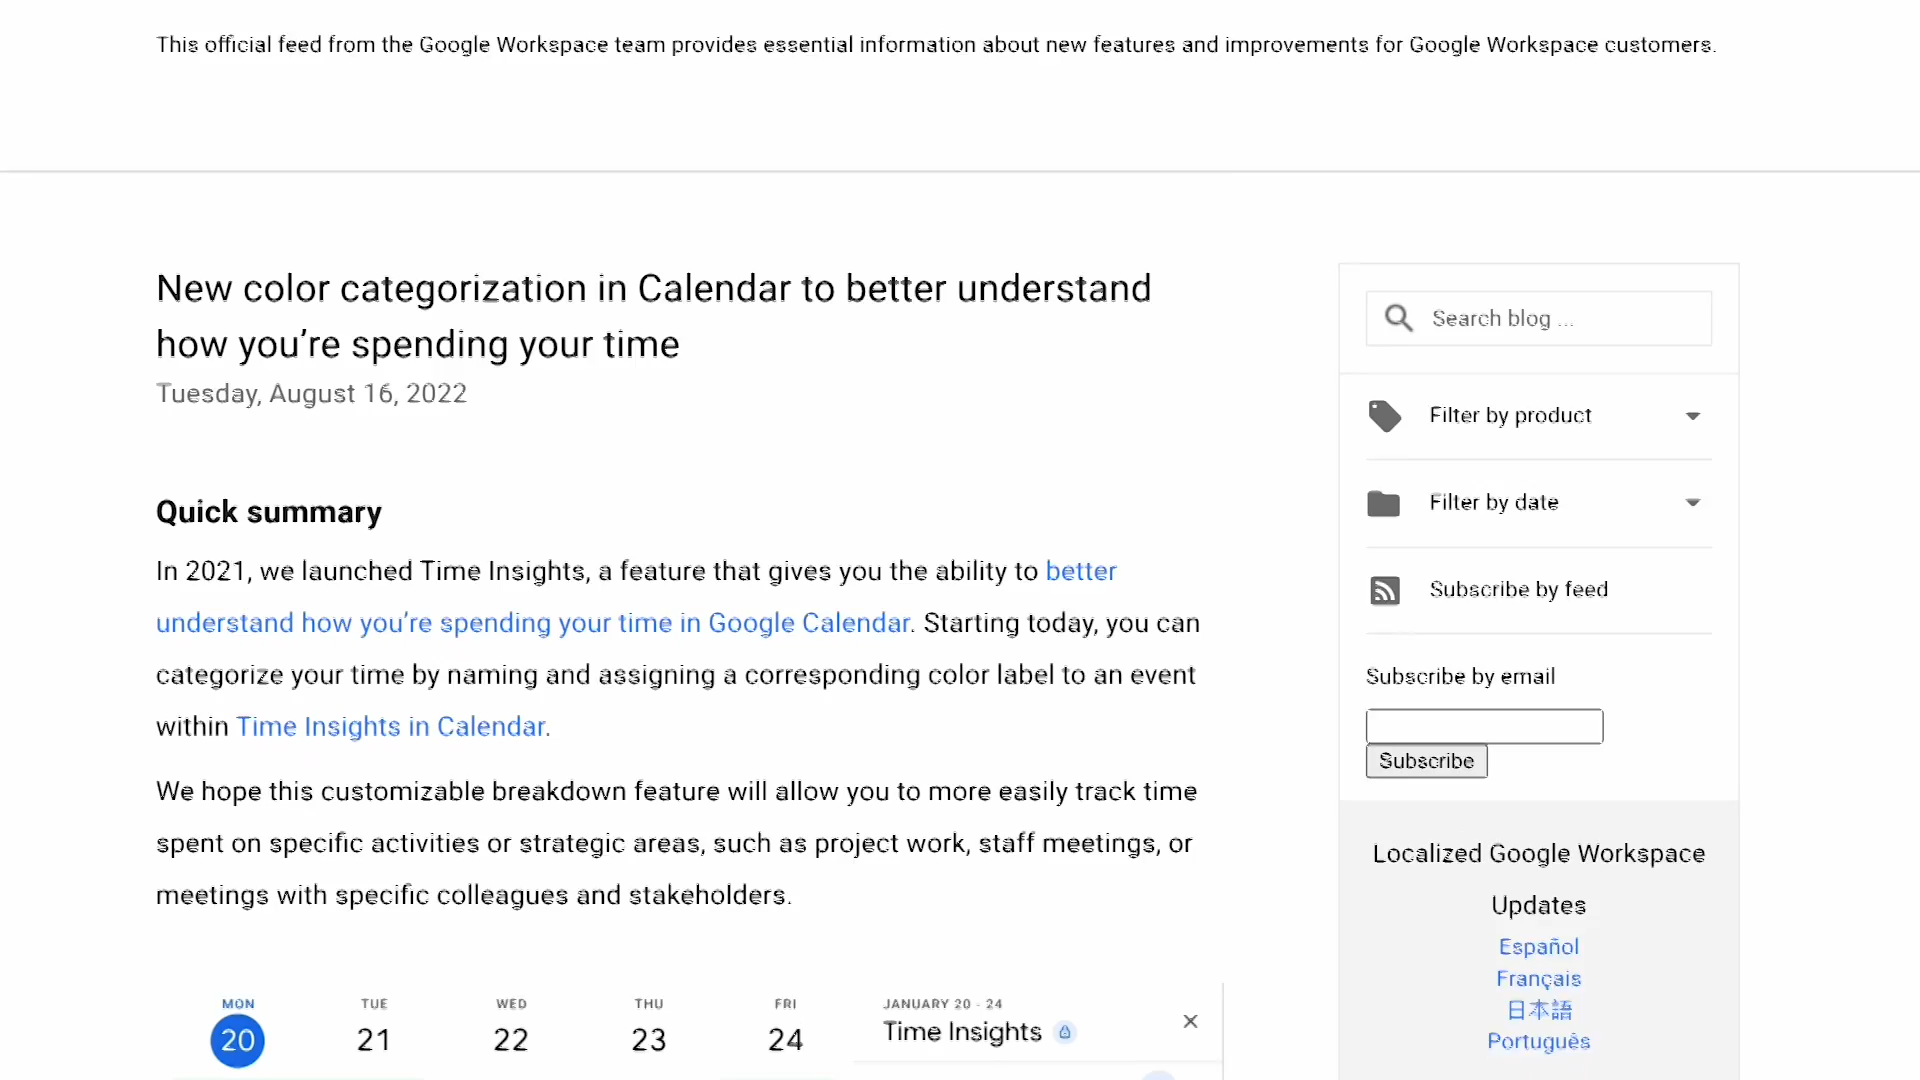 This official feed from the Google Workspace team provides essential information about new features and improvements for Google Workspace customers.
New color categorization in Calendar to better understand
how you’re spending your time
Tuesday, August 16, 2022
Quick summary
In 2021, we launched Time Insights, a feature that gives you the ability to better
understand how you’re spending your time in Google Calendar. Starting today, you can
categorize your time by naming and assigning a corresponding color label to an event
within Time Insights in Calendar.
We hope this customizable breakdown feature will allow you to more easily track time
spent on specific activities or strategic areas, such as project work, staff meetings, or
meetings with specific colleagues and stakeholders.
MON TUE WED THU FRI
20 21 22 23 24
JANUARY 20 - 24
Time Insights
Search blog ...
Filter by product
Filter by date
Subscribe by feed
Subscribe by email
Subscribe
Localized Google Workspace
Updates
Español
Français
日本語
Português